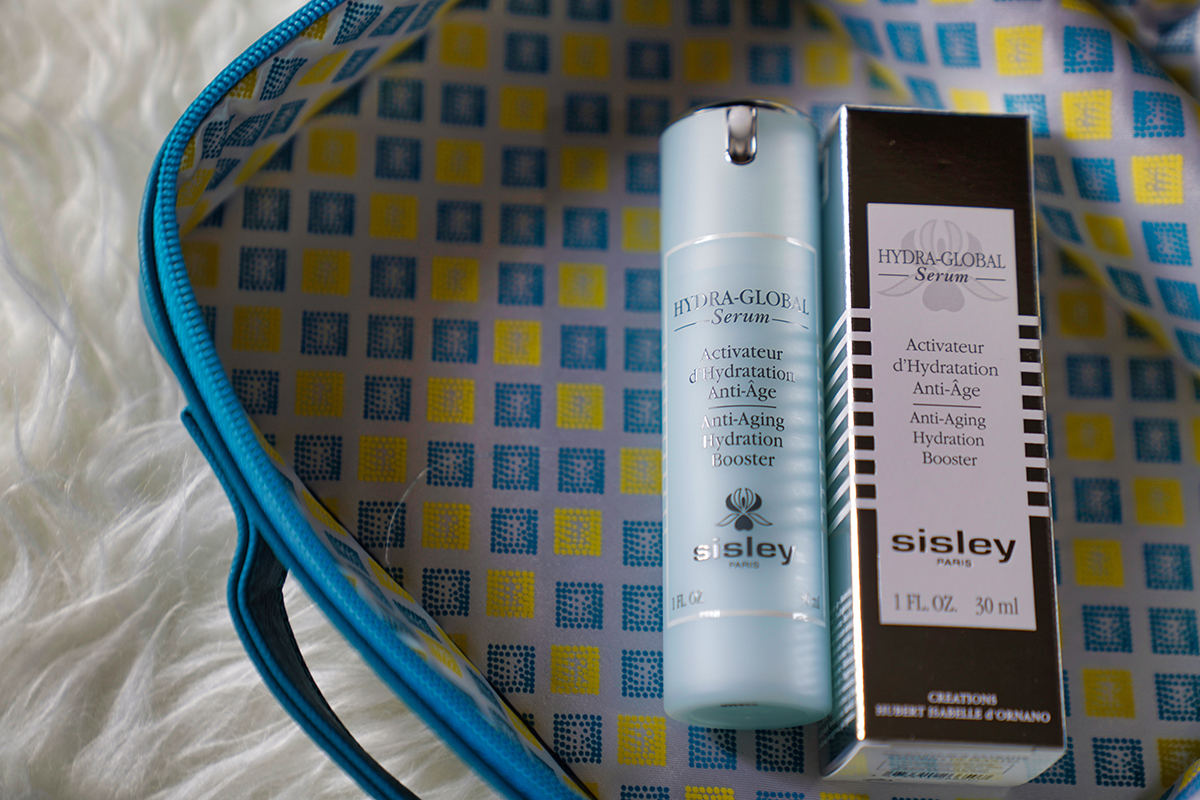 HYDRA-GLOBAL
Serum
Activateur
d'Hydratation
Anti-Âge
Anti-Aging
Hydration
Booster
sisley
PARIS
1 FL. OZ.
HYDRA-GLOBAL
Serum
Activateur
d'Hydratation
Anti-Âge
Anti-Aging
Hydration
Booster
sisley
PARIS
1 FL. OZ. 30 ml
CRÉATIONS
HUBERT ISABELLE d'ORNANO